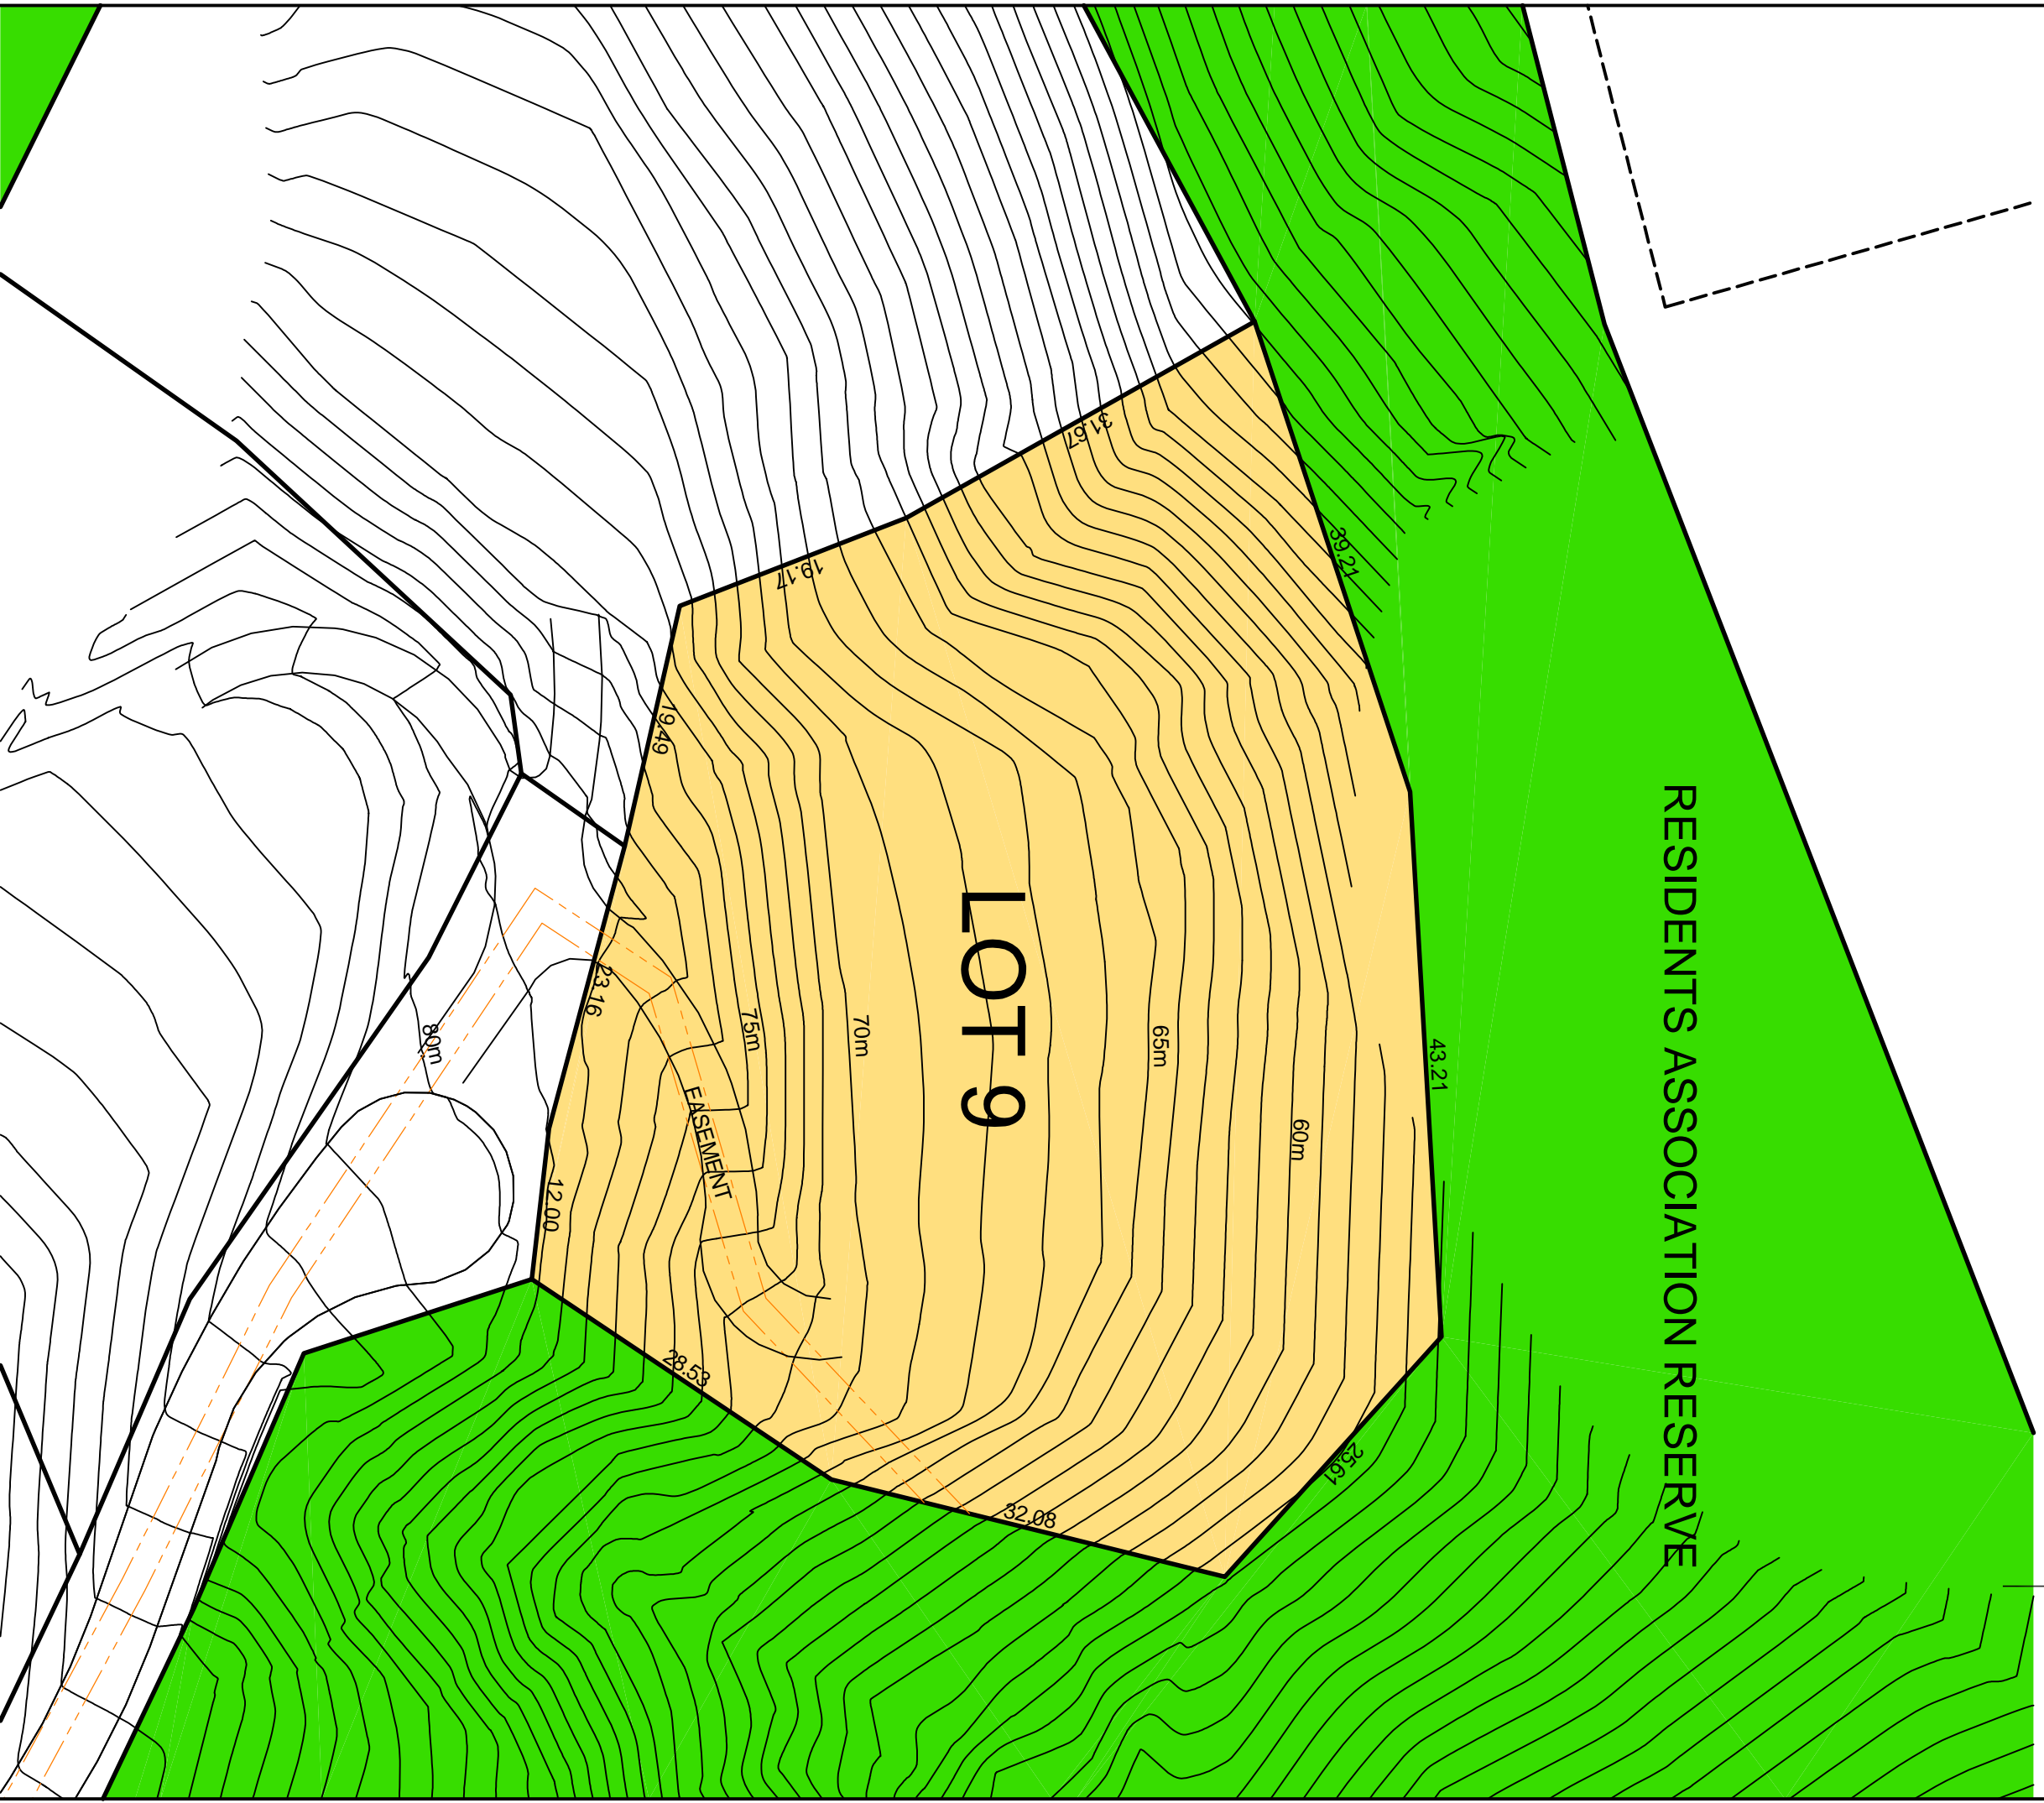 31.67
19.17
39.21
19.49
LOT 9
RESIDENTS ASSOCIATION RESERVE
23.16
75m
70m
65m
80m
43.21
EASEMENT
60m
12.00
28.53
25.61
32.08